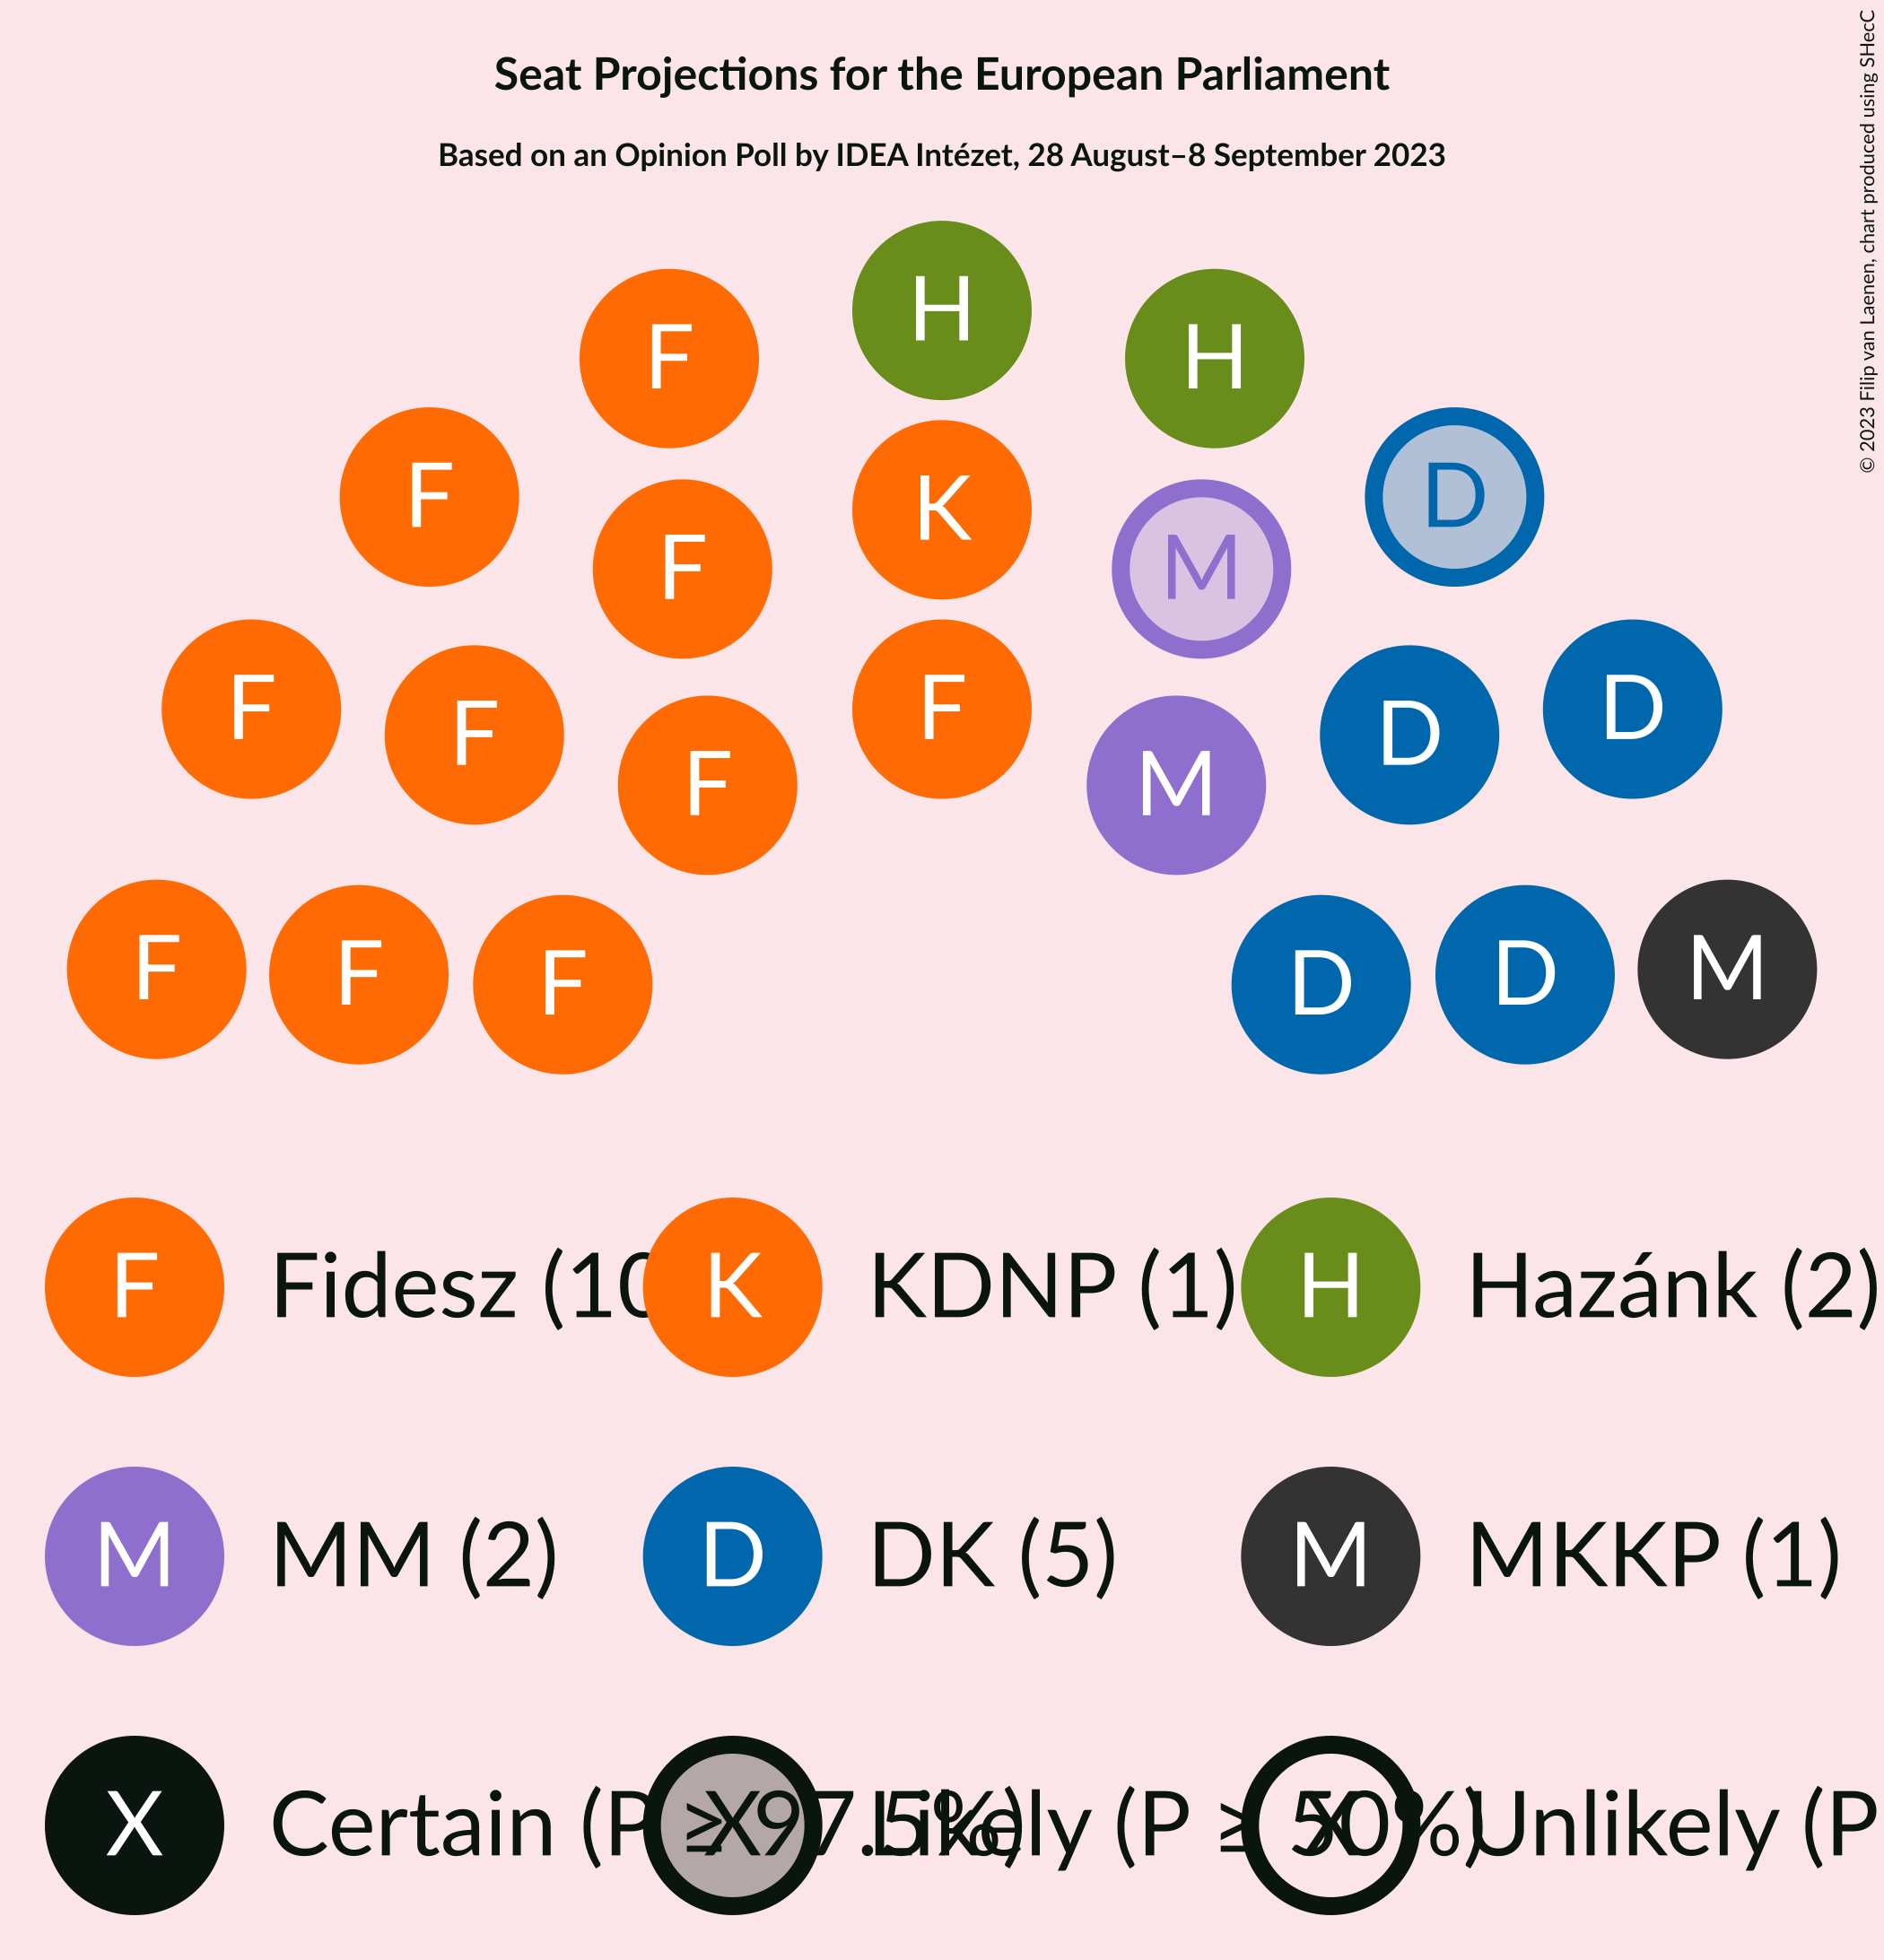 Seat Projections for the European Parliament
Based on an Opinion Poll by IDEA Intézet, 28 August–8 September 2023
© 2023 Filip van Laenen, chart produced using SHecC
H
F H
F D
K
F M
F F D D
F
F M
F F F D D M
F Fidesz (10 K KDNP (1) H Hazánk (2)
M MM (2) D DK (5) M MKKP (1)
X Certain (P ≥ 97.5%) X Likely (P ≥ 50%) X Unlikely (P